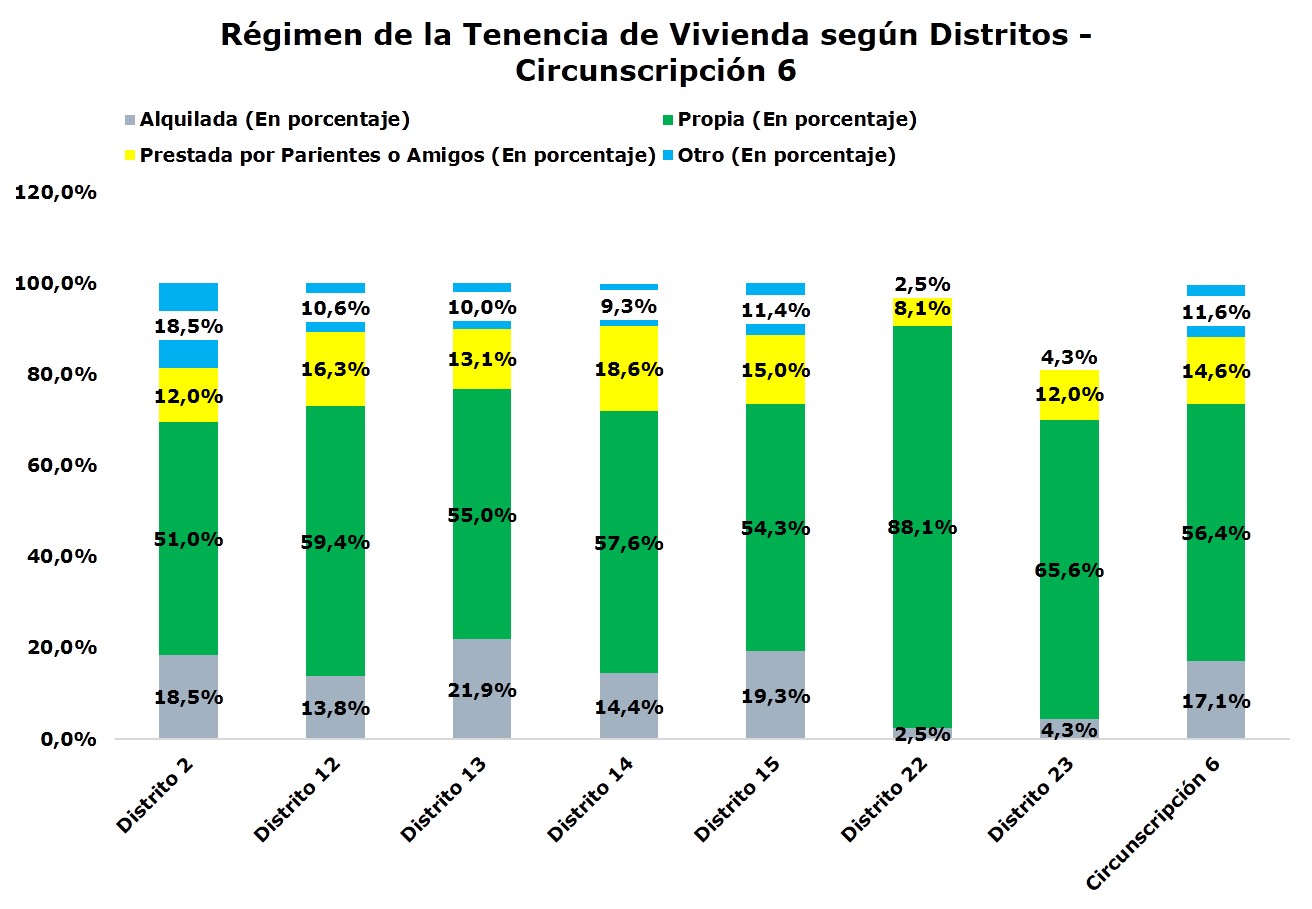 Régimen de la Tenencia de Vivienda según Distritos -
Circunscripción 6
Alquilada (En porcentaje)
Propia (En porcentaje)
Prestada por Parientes o Amigos (En porcentaje)
Otro (En porcentaje)
120,0%
100,0%
80,0%
60,0%
40,0%
20,0%
0,0%
18,5%
12,0%
51,0%
18,5%
10,6%
16,3%
59,4%
13,8%
10,0%
13,1%
55,0%
21,9%
9,3%
18,6%
57,6%
14,4%
11,4%
15,0%
54,3%
19,3%
2,5%
8,1%
88,1%
2,5%
4,3%
12,0%
65,6%
4,3%
11,6%
14,6%
56,4%
17,1%
Distrito 2
Distrito 12
Distrito 13
Distrito 14
Distrito 15
Distrito 22
Distrito 23
Circunscripción 6